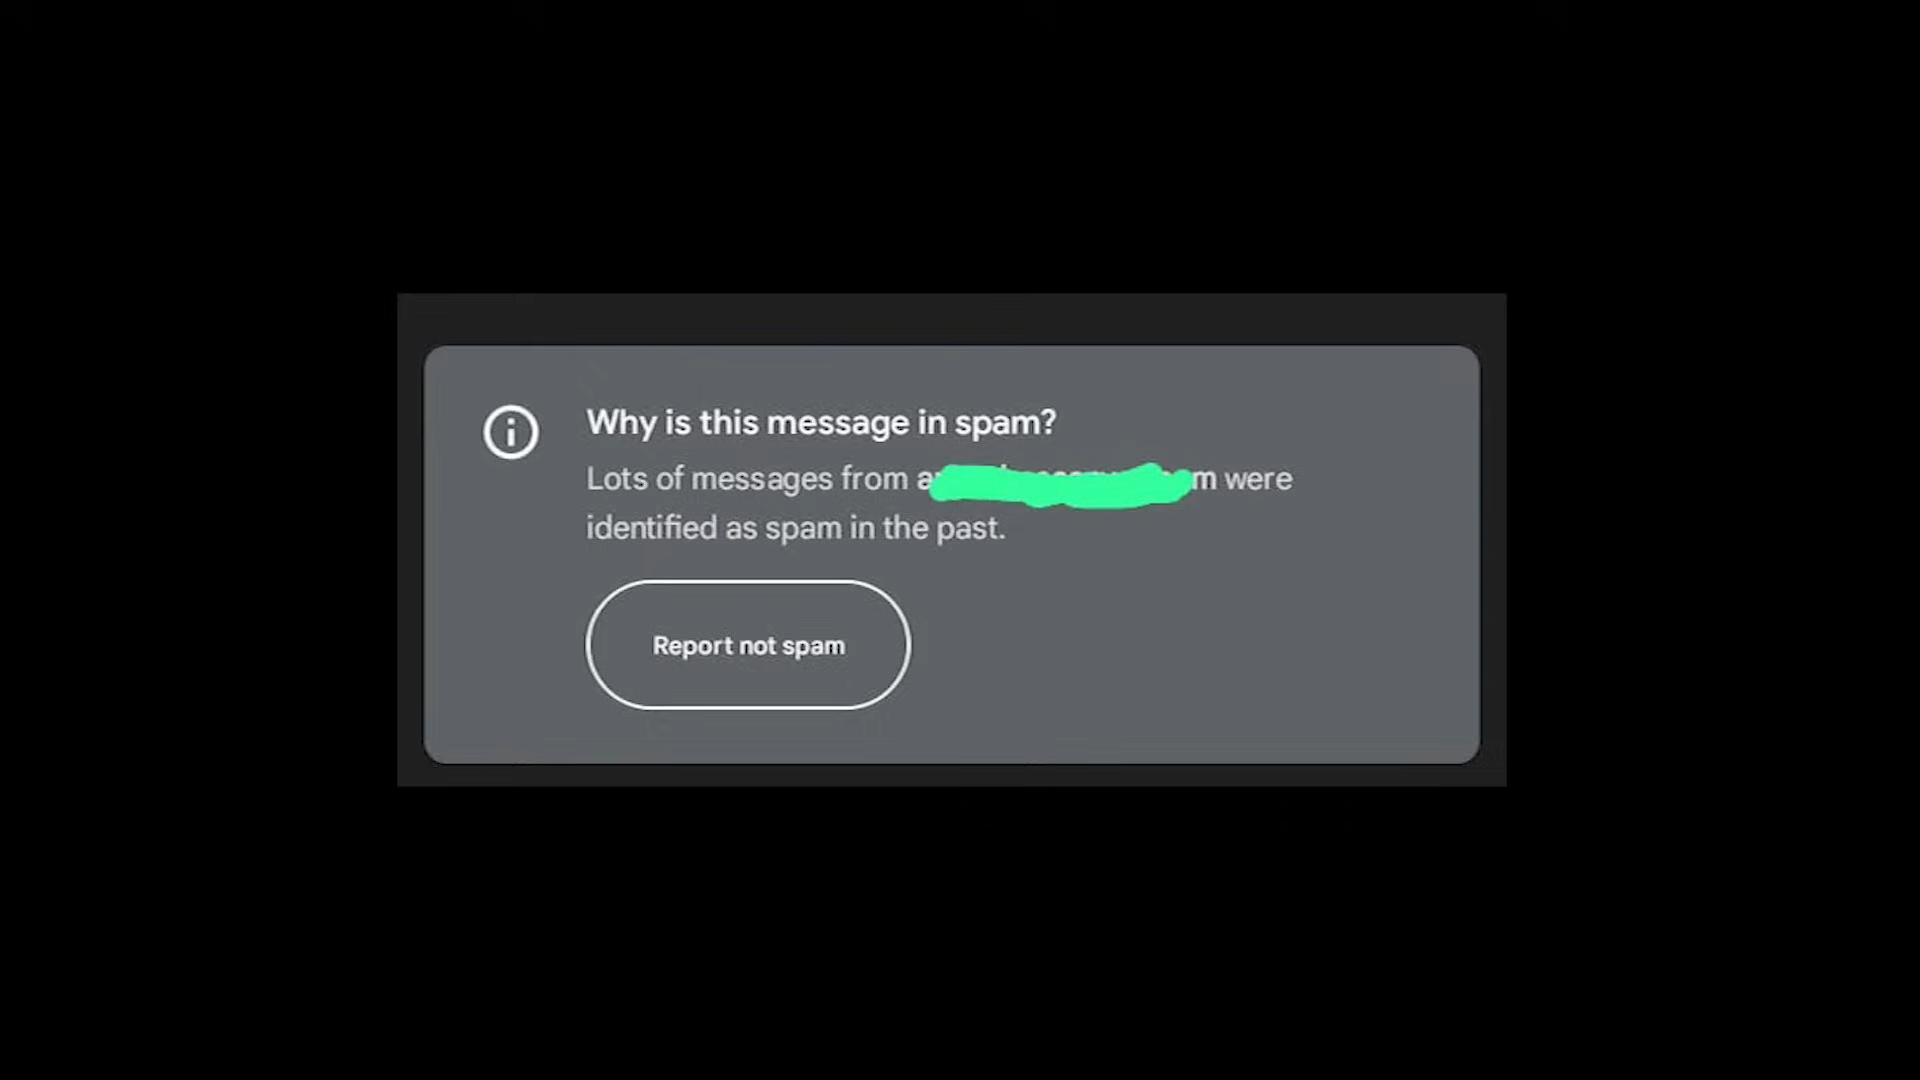 Why is this message in spam?
Lots of messages from were
identified as spam in the past.
Report not spam